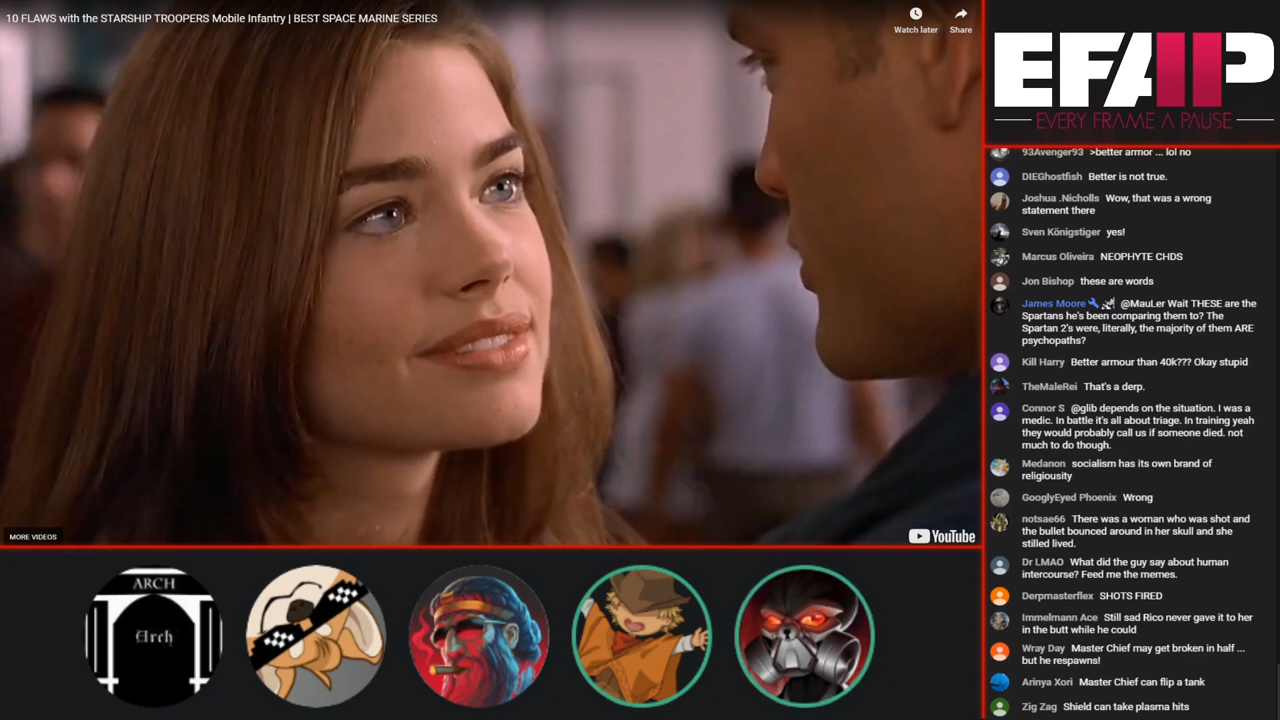 10 FLAWS with the STARSHIP TROOPERS Mobile Infantry | BEST SPACE MARINE SERIES
Watch later
Share
MORE VIDEOS
YouTube
ARCH
Arch
EFAP
EVERY FRAME A PAUSE
93Avenger93 >better armor ... lol no
DIEGhostfish Better is not true.
Joshua .Nicholls Wow, that was a wrong
statement there
Sven Königstiger yes!
Marcus Oliveira NEOPHYTE CHDS
Jon Bishop these are words
James Moore @MauLer Wait THESE are the
Spartans he's been comparing them to? The
Spartan 2's were, literally, the majority of them ARE
psychopaths?
Kill Harry Better armour than 40k??? Okay stupid
TheMaleRei That's a derp.
Connor S @glib depends on the situation. I was a
medic. In battle it's all about triage. In training yeah
they would probably call us if someone died. not
much to do though.
Medanon socialism has its own brand of
religiousity
GooglyEyed Phoenix Wrong
notsae66 There was a woman who was shot and
the bullet bounced around in her skull and she
stilled lived.
Dr LMAO What did the guy say about human
intercourse? Feed me the memes.
Derpmasterflex SHOTS FIRED
Immelmann Ace Still sad Rico never gave it to her
in the butt while he could
Wray Day Master Chief may get broken in half ...
but he respawns!
Arinya Xori Master Chief can flip a tank
Zig Zag Shield can take plasma hits